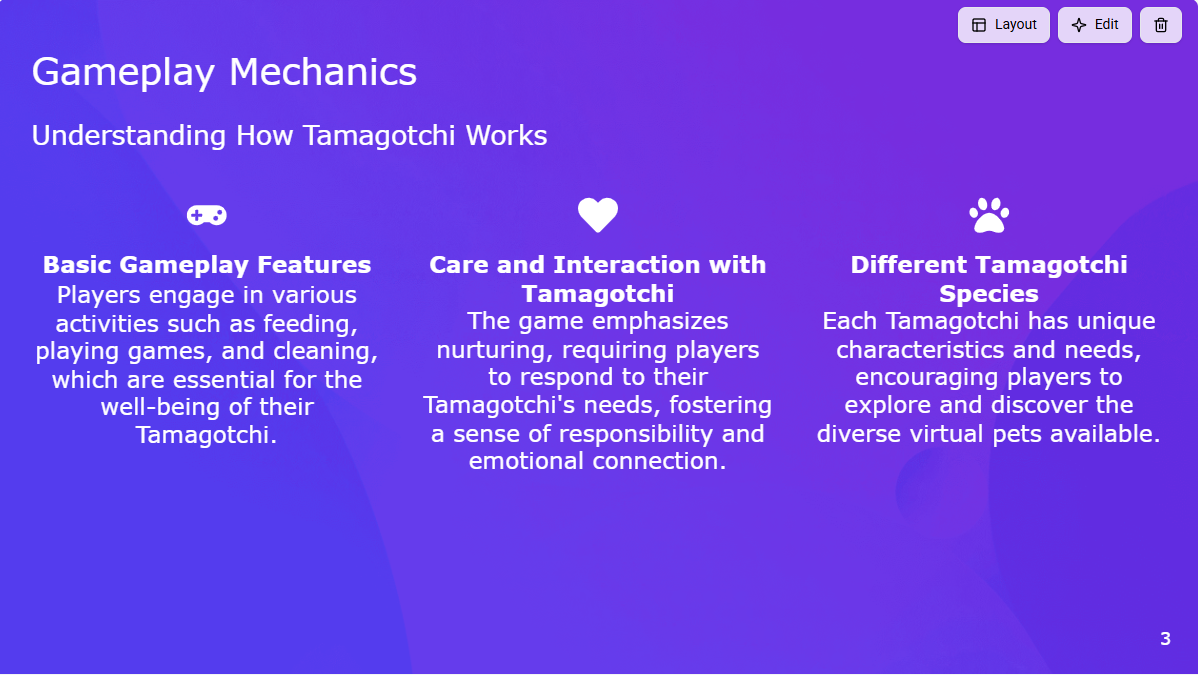 Layout
Edit
Gameplay Mechanics
Understanding How Tamagotchi Works
Basic Gameplay Features
Players engage in various
activities such as feeding,
playing games, and cleaning,
which are essential for the
well-being of their
Tamagotchi.
Care and Interaction with
Tamagotchi
The game emphasizes
nurturing, requiring players
to respond to their
Tamagotchi's needs, fostering
a sense of responsibility and
emotional connection.
Different Tamagotchi
Species
Each Tamagotchi has unique
characteristics and needs,
encouraging players to
explore and discover the
diverse virtual pets available.
3